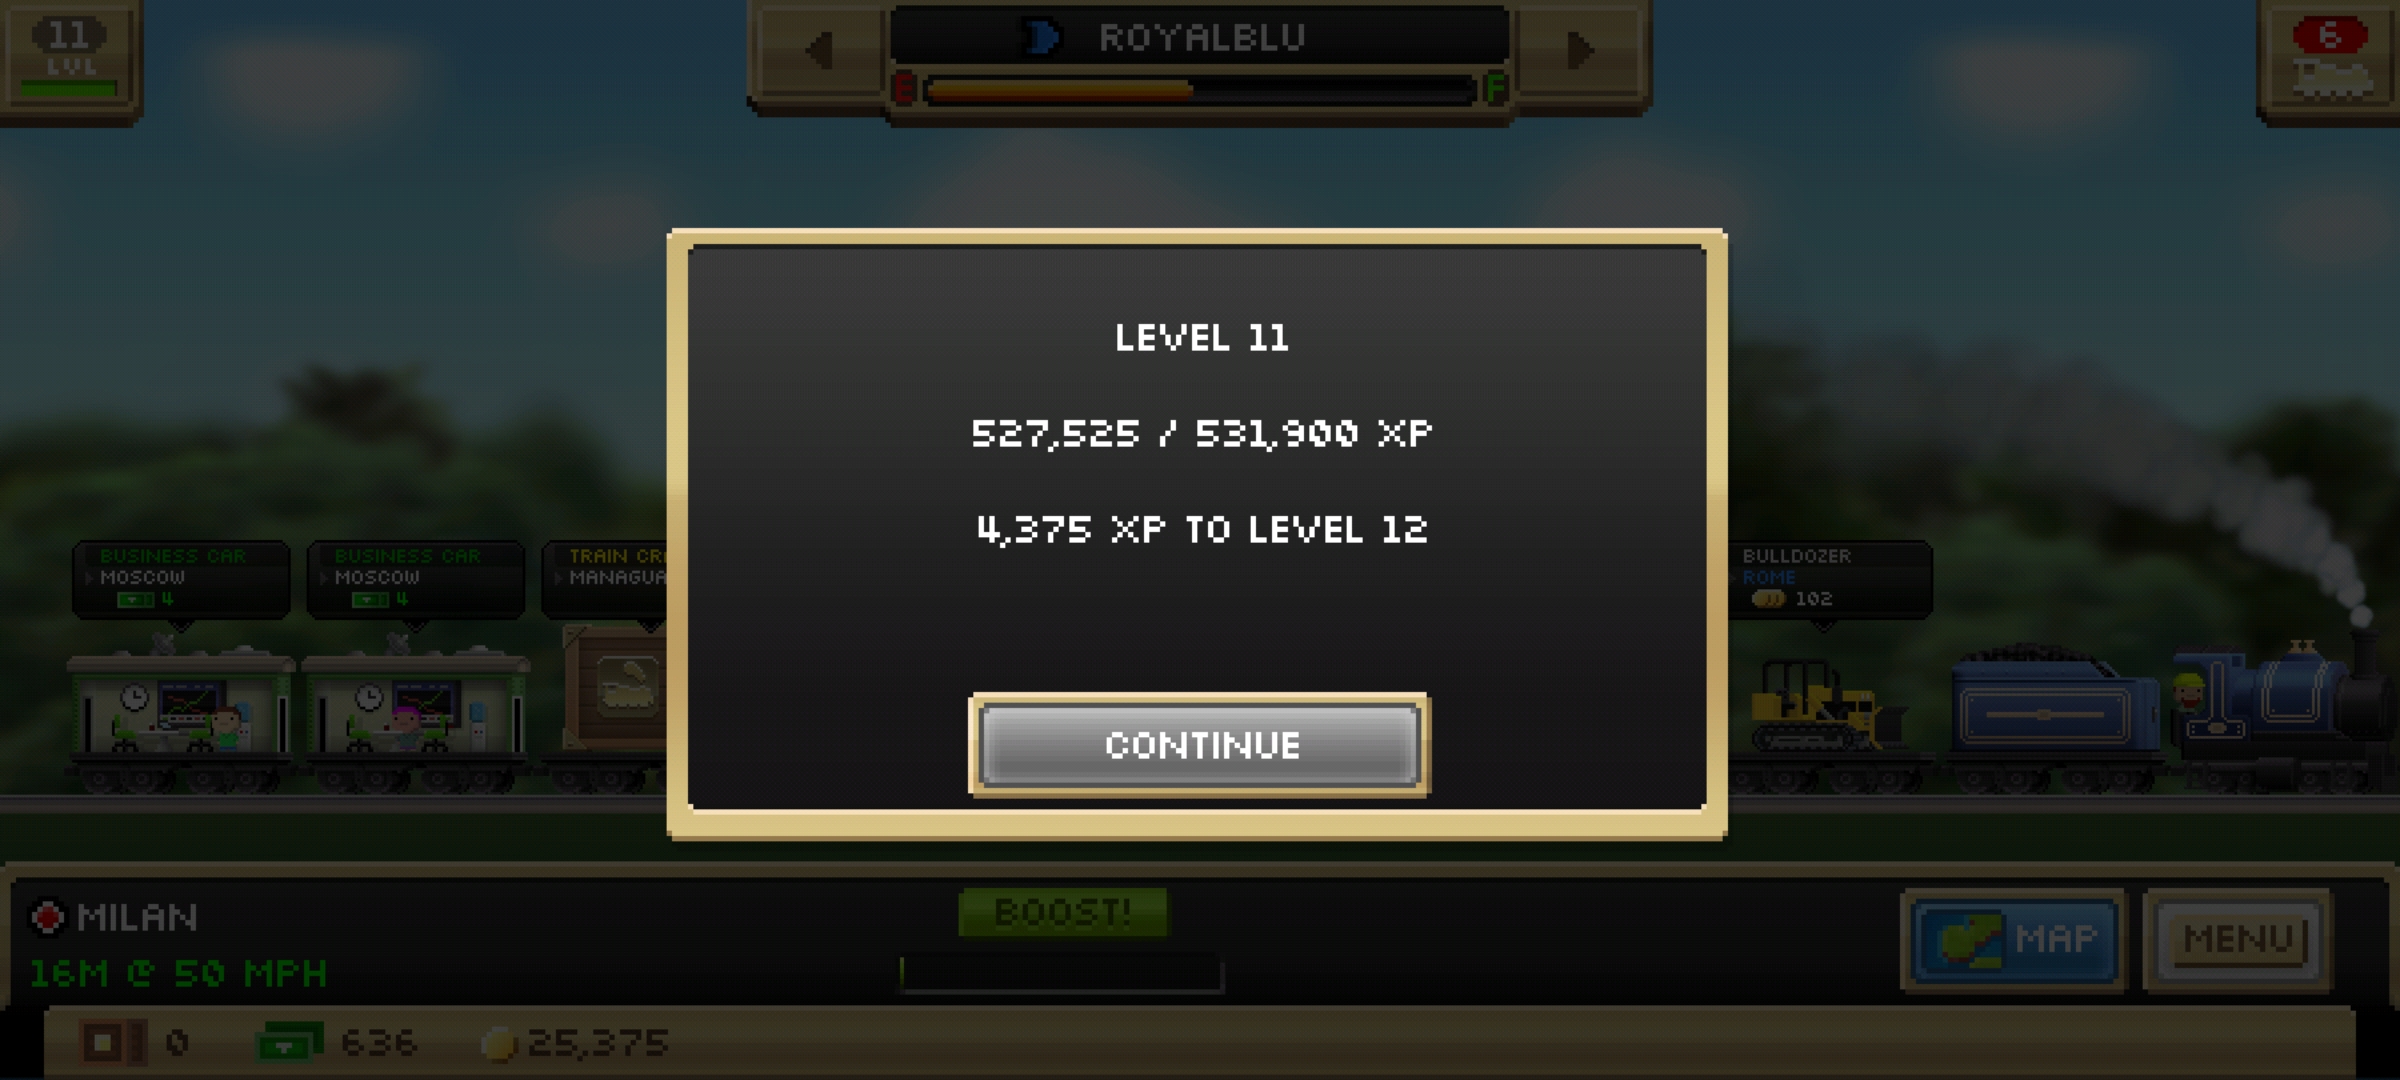 11
LVL
ROYALBLU
E F
6
LEVEL 11
527,525 / 531,900 XP
4,375 XP TO LEVEL 12
CONTINUE
BUSINESS CAR
MOSCOW
4
BUSINESS CAR
MOSCOW
4
TRAIN
MANAGUA
BULLDOZER
ROME
102
MILAN
16M @ 50 MPH
BOOST!
MAP
MENU
0 636 25,375